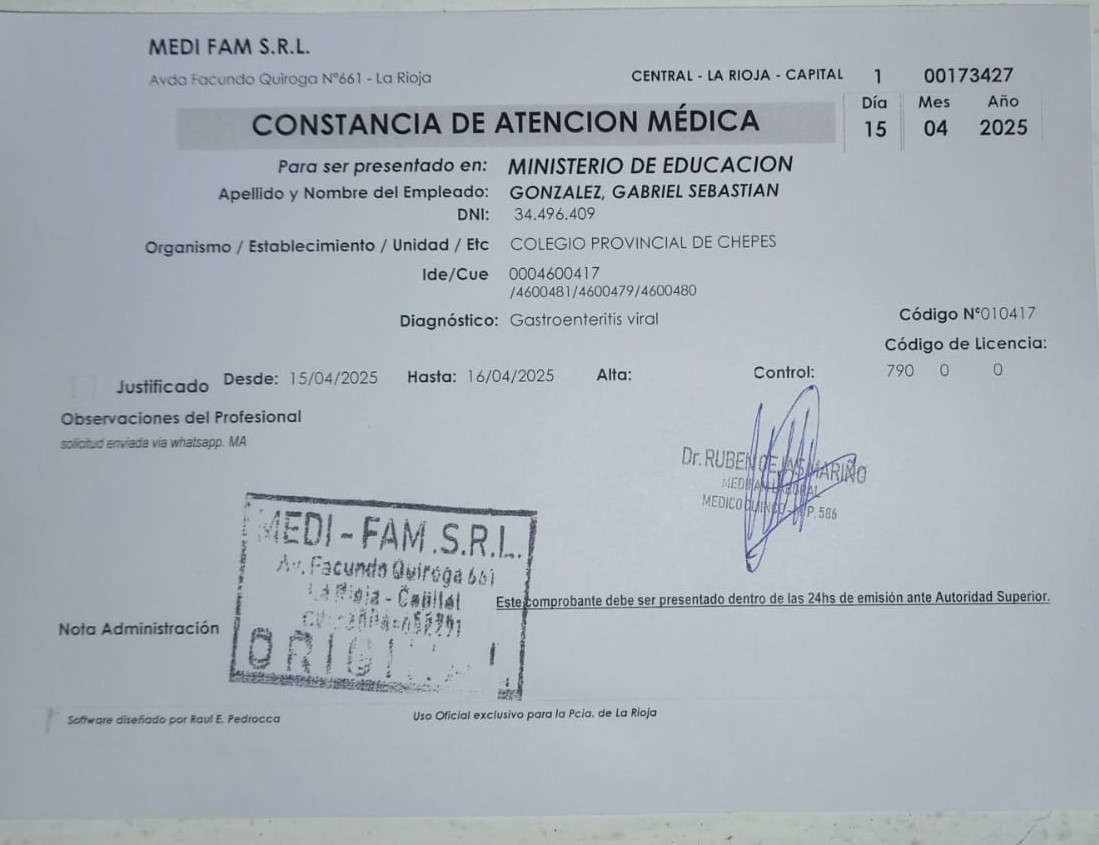 MEDI FAM S.R.L.
Avda Facundo Quiroga Nº661 - La Rioja
CENTRAL - LA RIOJA - CAPITAL 1 00173427
Día Mes Año
CONSTANCIA DE ATENCION MÉDICA 15 04 2025
Para ser presentado en: MINISTERIO DE EDUCACION
Apellido y Nombre del Empleado: GONZALEZ, GABRIEL SEBASTIAN
DNI: 34.496.409
Organismo / Establecimiento / Unidad / Etc COLEGIO PROVINCIAL DE CHEPES
Ide/Cue 0004600417
/4600481/4600479/4600480
Diagnóstico: Gastroenteritis viral
Código Nº010417
Código de Licencia:
Justificado Desde: 15/04/2025 Hasta: 16/04/2025 Alta: Control: 790 0 0
Observaciones del Profesional
solicitud enviada via whatsapp. MA
Dr. RUBEN MARIÑO
MEDICO M.P. 586
MEDI - FAM .S.R.L.
Av. Facundo Quiroga 661
La Rioja - Capital
Este comprobante debe ser presentado dentro de las 24hs de emisión ante Autoridad Superior.
Nota Administración
Software diseñado por Raul E. Pedrocca
Uso Oficial exclusivo para la Pcia. de La Rioja